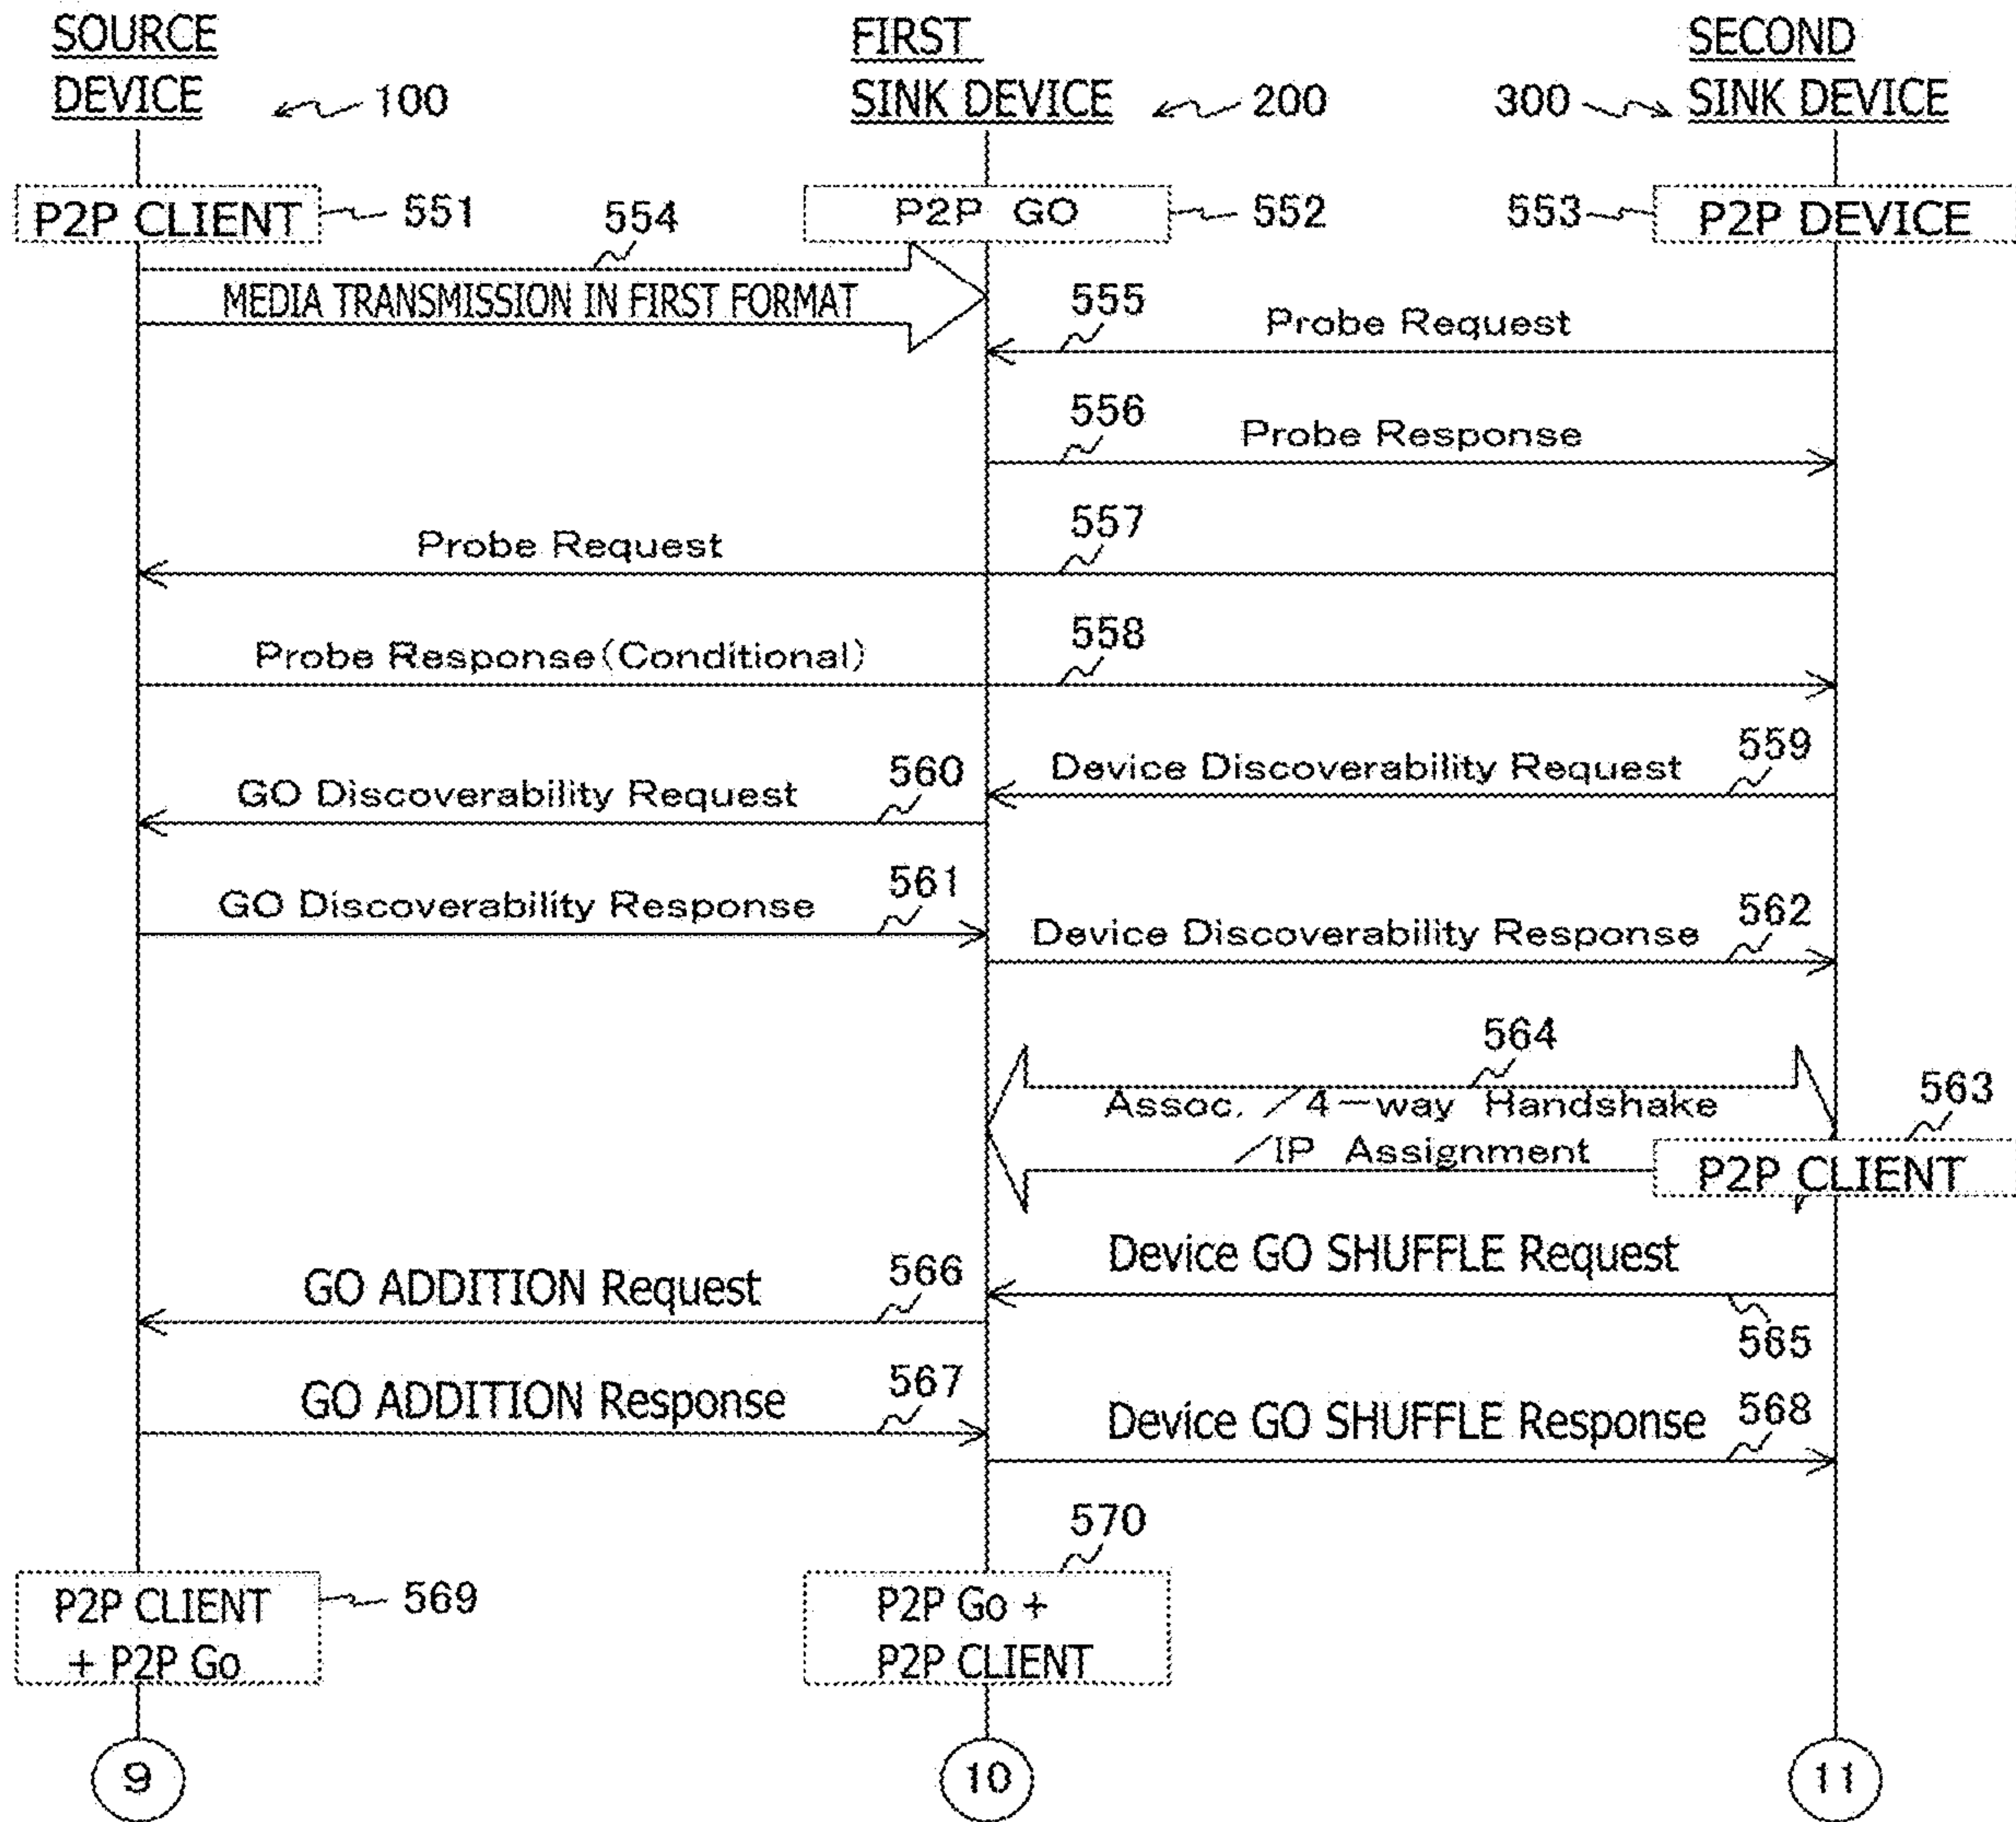 SOURCE
DEVICE
100
FIRST
SINK DEVICE
200
300
SECOND
SINK DEVICE
P2P CLIENT
551
554
P2P GO
552
553
P2P DEVICE
MEDIA TRANSMISSION IN FIRST FORMAT
555
Probe Request
556
Probe Response
557
Probe Request
558
Probe Response(Conditional)
559
Device Discoverability Request
560
GO Discoverability Request
561
GO Discoverability Response
562
Device Discoverability Response
564
Assoc. /4-way Handshake
/IP Assignment
563
P2P CLIENT
Device GO SHUFFLE Request
565
566
GO ADDITION Request
567
GO ADDITION Response
568
Device GO SHUFFLE Response
570
P2P CLIENT
+ P2P Go
569
P2P Go +
P2P CLIENT
9
10
11